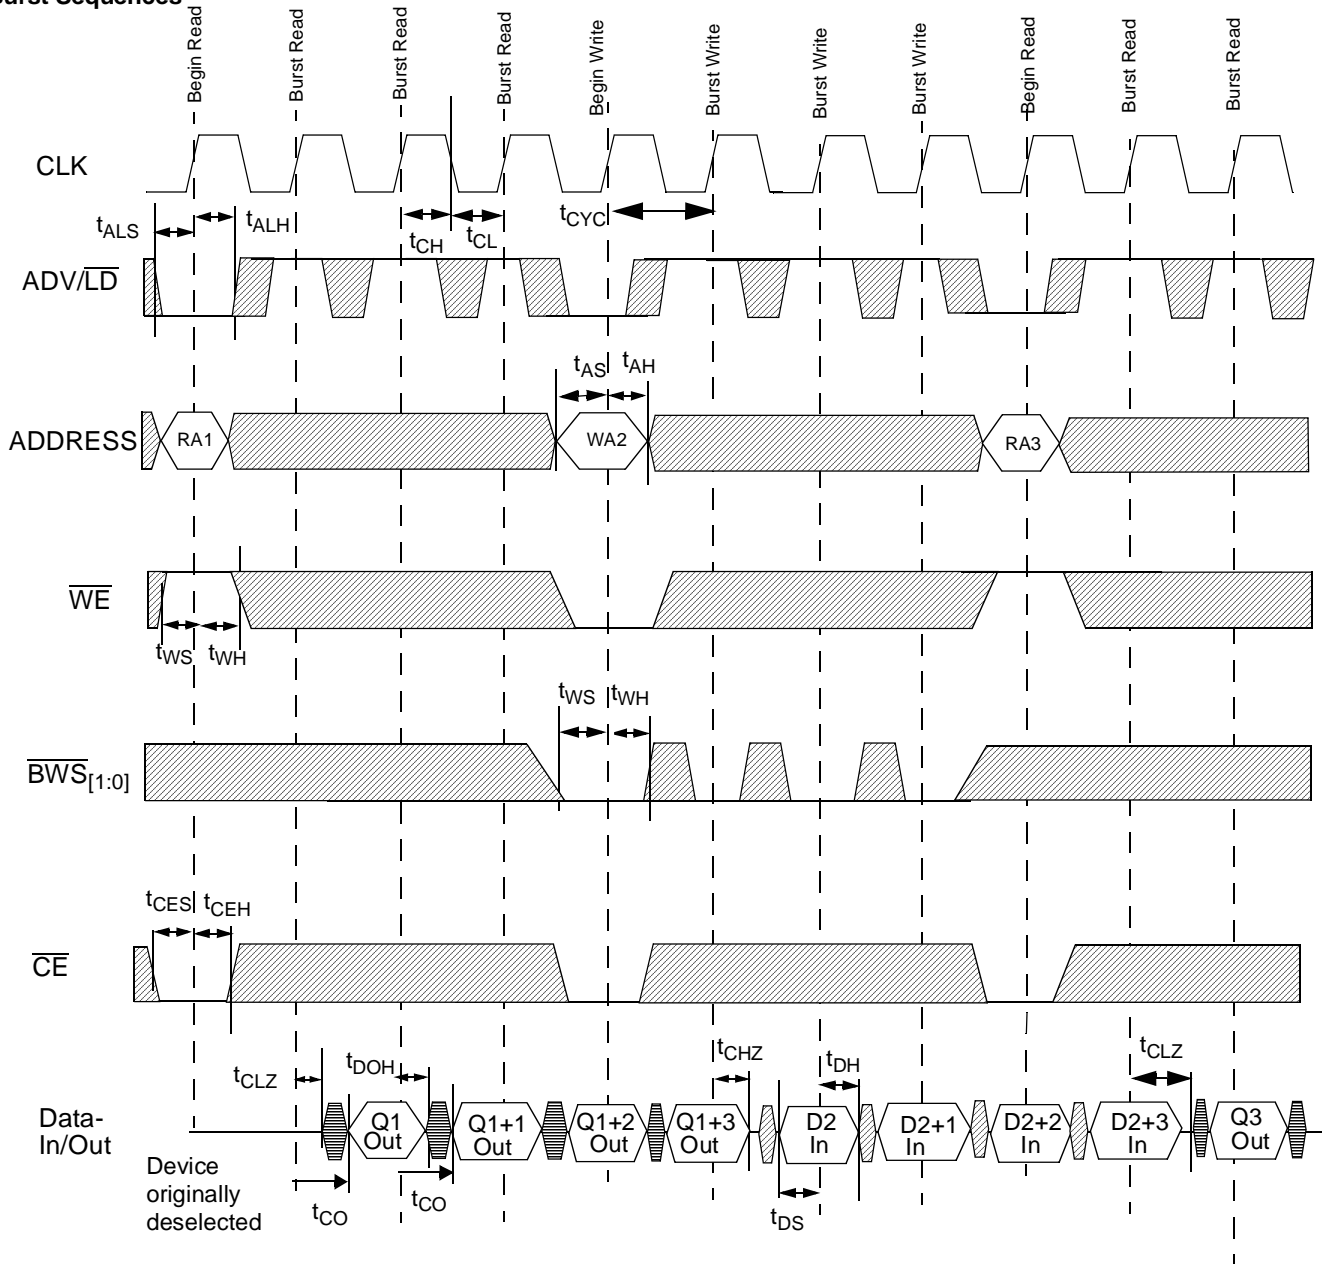 Burst Sequences
Begin Read
Burst Read
Burst Read
Burst Read
Begin Write
Burst Write
Burst Write
Burst Write
Begin Read
Burst Read
Burst Read
CLK
tALS
tALH
tCH
tCL
tCYC
ADV/LD
tAS
tAH
ADDRESS
RA1
WA2
RA3
WE
tWS
tWH
tWS
tWH
BWS[1:0]
tCES
tCEH
CE
tCLZ
tDOH
tCHZ
tDH
tCLZ
Data-
In/Out
Q1
Out
Q1+1
Out
Q1+2
Out
Q1+3
Out
D2
In
D2+1
In
D2+2
In
D2+3
In
Q3
Out
Device
originally
deselected
tCO
tCO
tDS